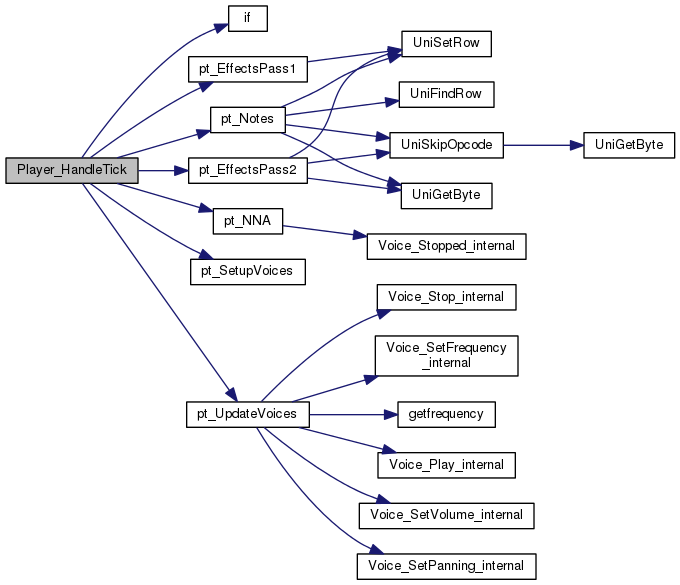 if
UniSetRow
pt_EffectsPass1
UniFindRow
pt_Notes
UniSkipOpcode
UniGetByte
Player_HandleTick
pt_EffectsPass2
UniGetByte
pt_NNA
Voice_Stopped_internal
pt_SetupVoices
Voice_Stop_internal
Voice_SetFrequency
_internal
pt_UpdateVoices
getfrequency
Voice_Play_internal
Voice_SetVolume_internal
Voice_SetPanning_internal